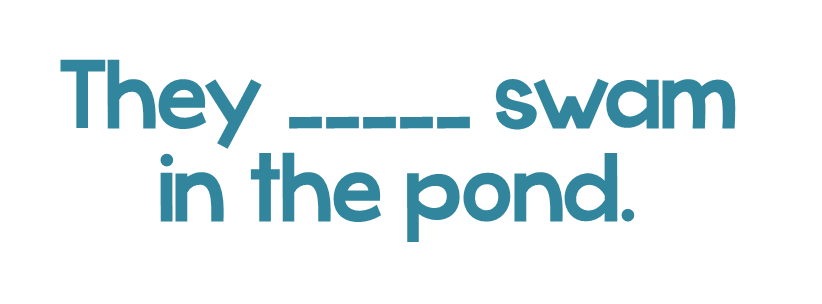 They _____ swam
in the pond.